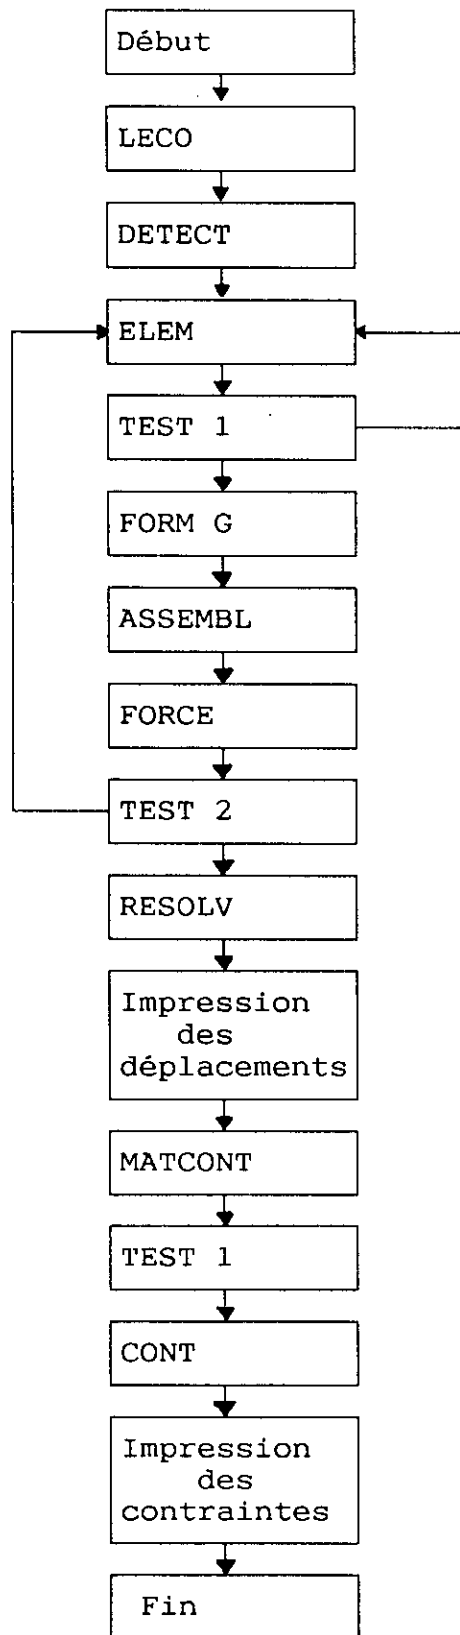 Début
LECO
DETECT
ELEM
TEST 1
FORM G
ASSEMBL
FORCE
TEST 2
RESOLV
Impression
des
déplacements
MATCONT
TEST 1
CONT
Impression
des
contraintes
Fin